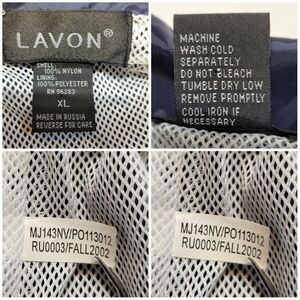 LAVON®
SHELL:
100% NYLON
LINING:
100% POLYESTER
RN 96283
XL
MADE IN RUSSIA
REVERSE FOR CARE
MACHINE
WASH COLD
SEPARATELY
DO NOT BLEACH
TUMBLE DRY LOW
REMOVE PROMPTLY
COOL IRON IF
NECESSARY
MJ143NV/PO113012
RU0003/FALL2002
MJ143NV/PO113012
RU0003/FALL2002